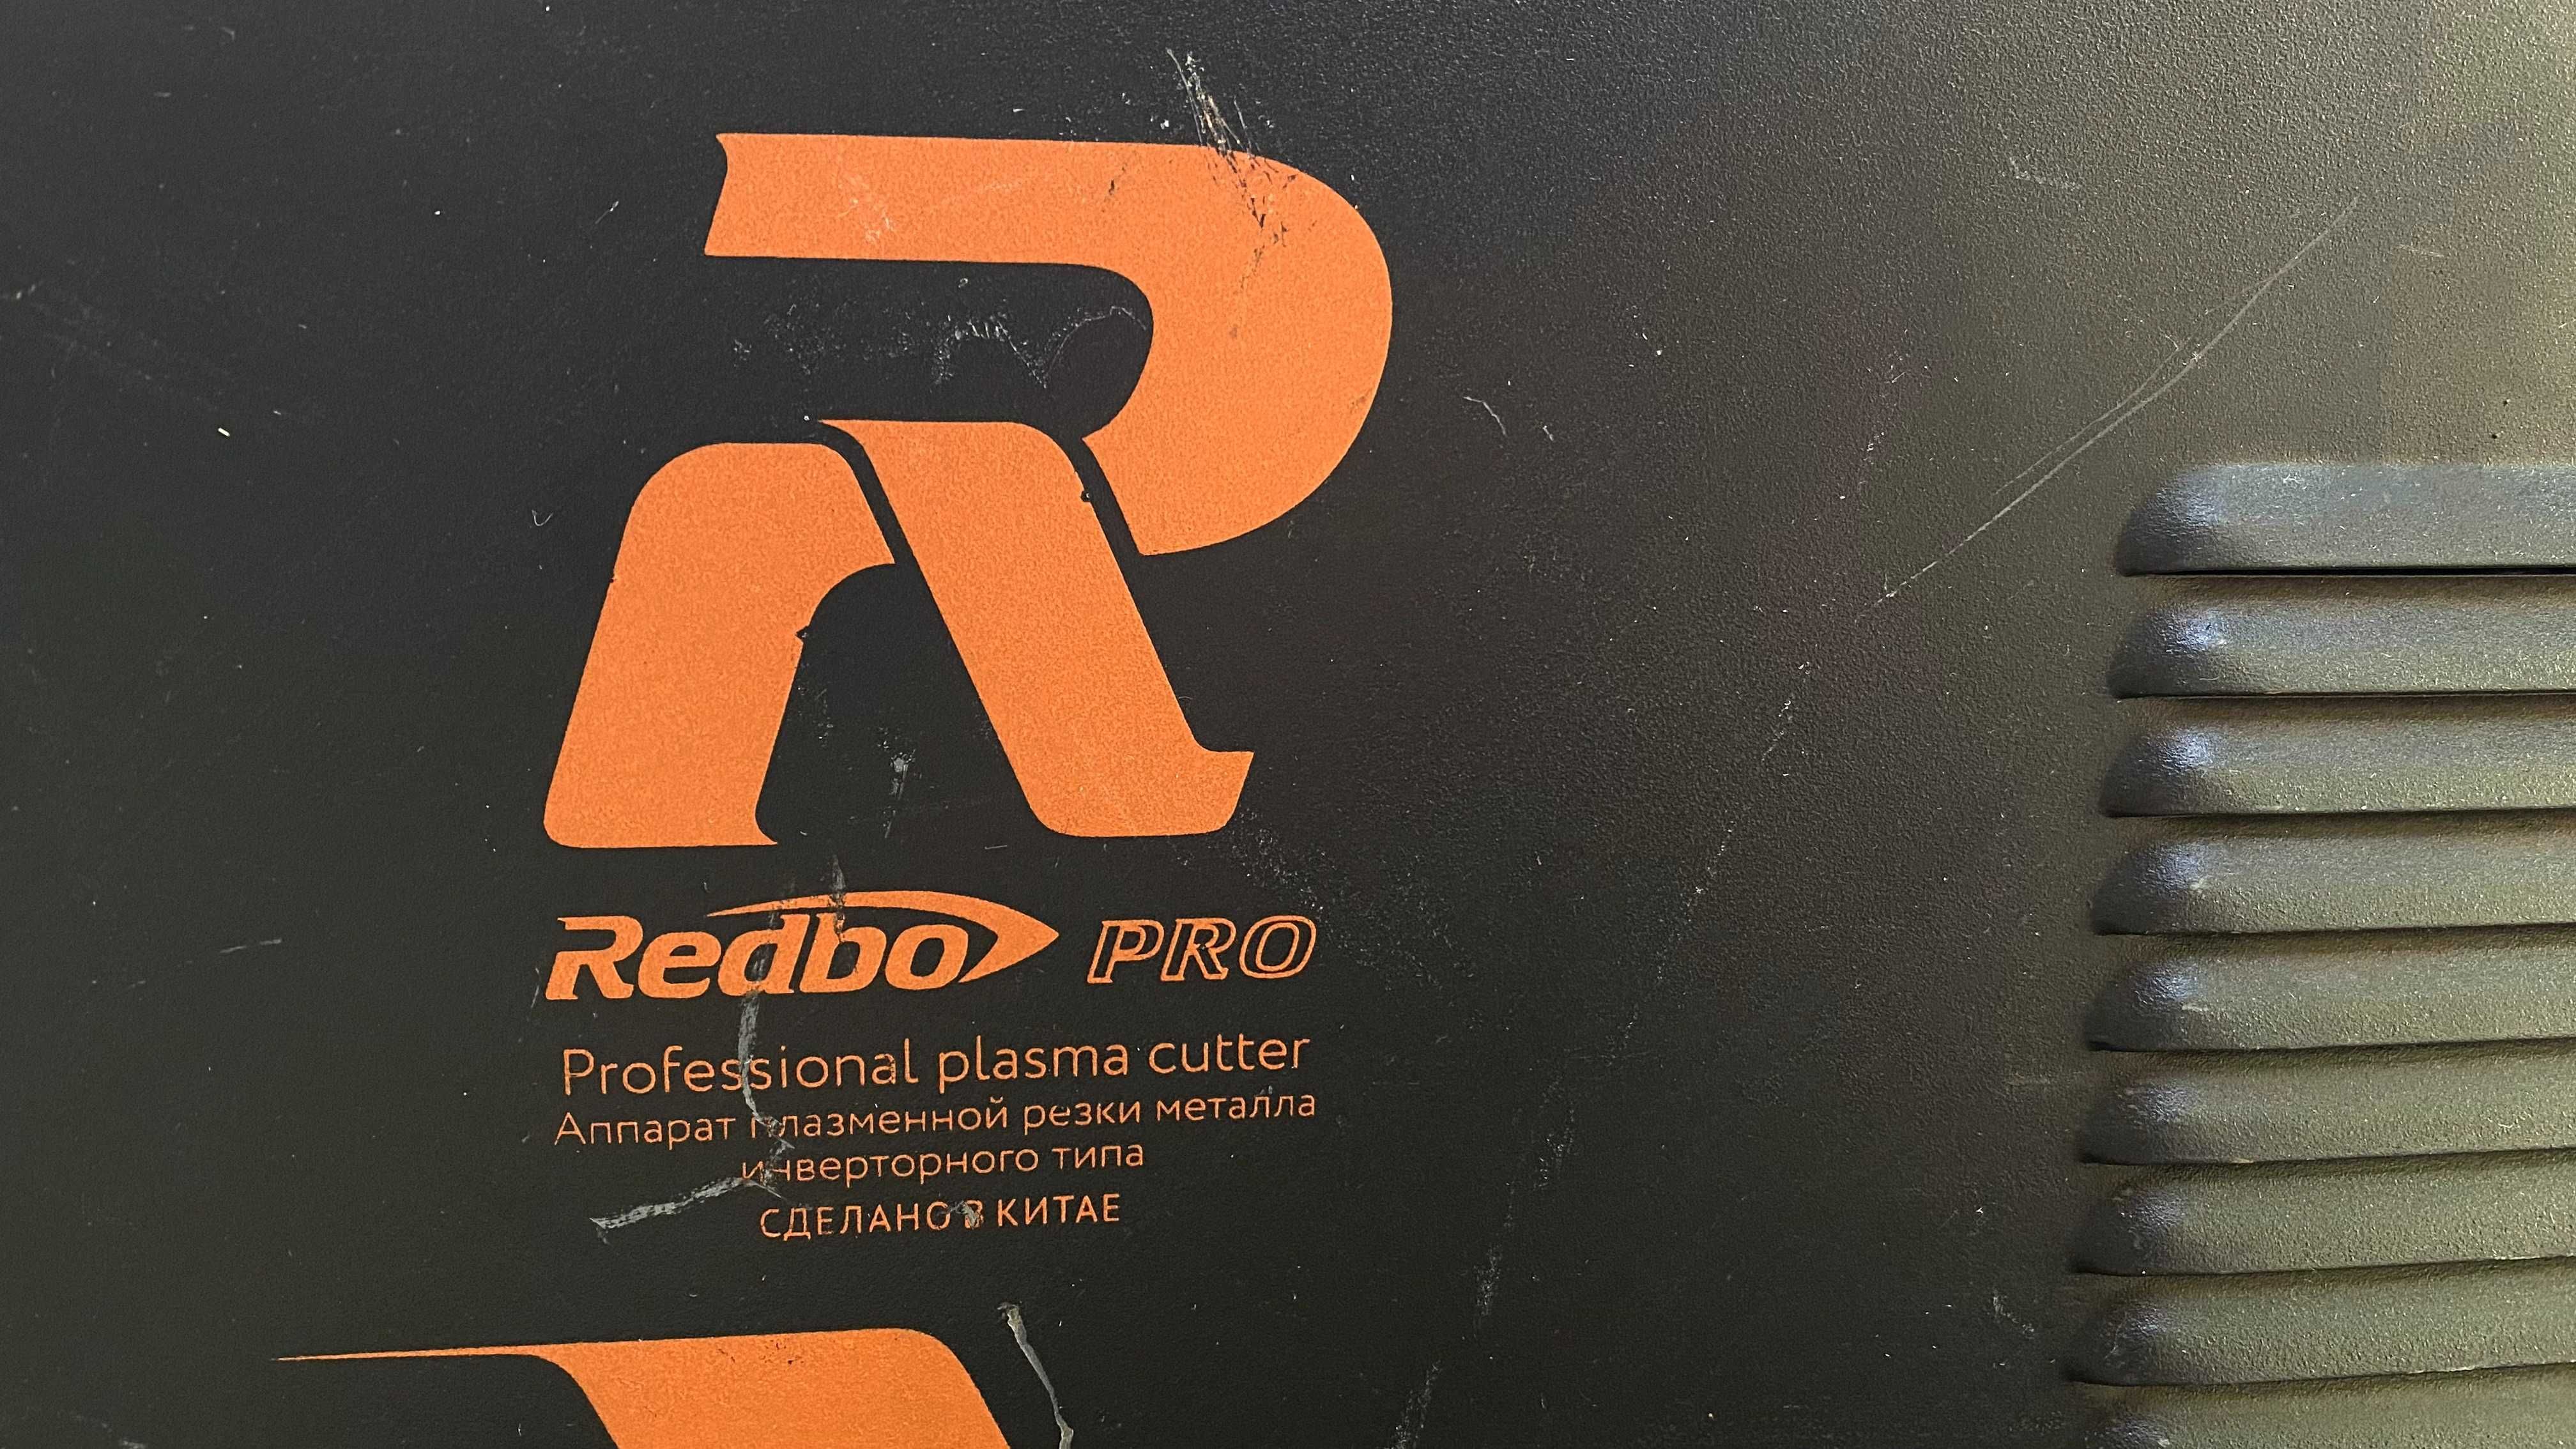 R
Redbo PRO
Professional plasma cutter
Аппарат плазменной резки металла
инверторного типа
СДЕЛАНО В КИТАЕ